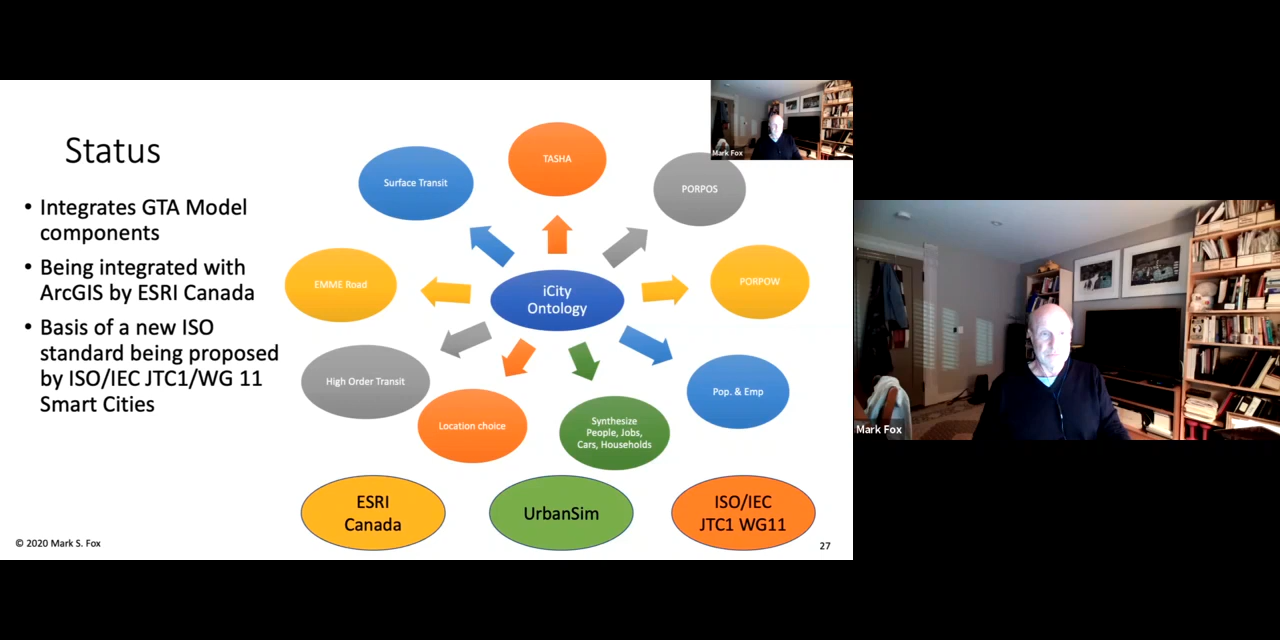 Status
• Integrates GTA Model
components
• Being integrated with
ArcGIS by ESRI Canada
• Basis of a new ISO
standard being proposed
by ISO/IEC JTC1/WG 11
Smart Cities
TASHA
Surface Transit
PORPOS
EMME Road
iCity
Ontology
PORPOW
High Order Transit
Pop. & Emp
Location choice
Synthesize
People, Jobs,
Cars, Households
ESRI
Canada
UrbanSim
ISO/IEC
JTC1 WG11
© 2020 Mark S. Fox
27
Mark Fox
Mark Fox